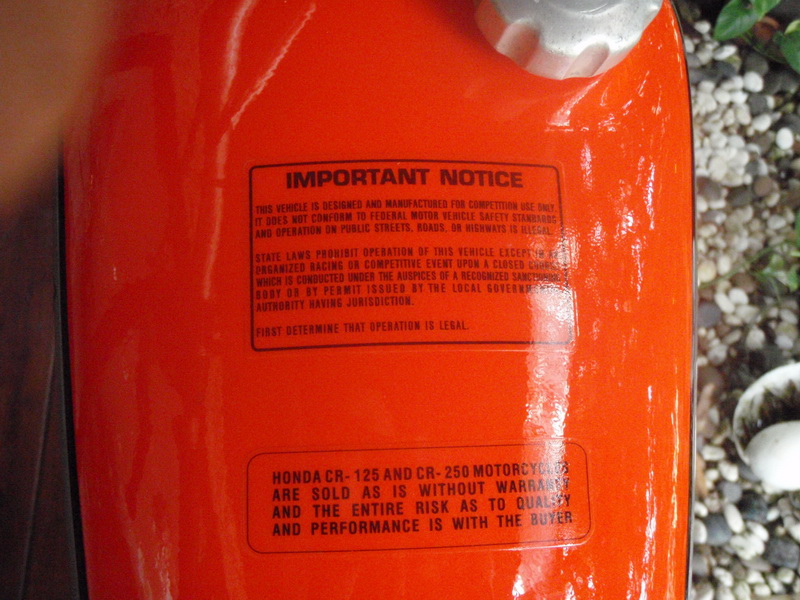 IMPORTANT NOTICE
THIS VEHICLE IS DESIGNED AND MANUFACTURED FOR COMPETITION USE ONLY.
IT DOES NOT CONFORM TO FEDERAL MOTOR VEHICLE SAFETY STANDARDS
AND OPERATION ON PUBLIC STREETS, ROADS, OR HIGHWAYS IS ILLEGAL.
STATE LAWS PROHIBIT OPERATION OF THIS VEHICLE EXCEPT IN AN
ORGANIZED RACING OR COMPETITIVE EVENT UPON A CLOSED COURSE
WHICH IS CONDUCTED UNDER THE AUSPICES OF A RECOGNIZED SANCTIONING
BODY OR BY PERMIT ISSUED BY THE LOCAL GOVERNMENTAL
AUTHORITY HAVING JURISDICTION.
FIRST DETERMINE THAT OPERATION IS LEGAL.
HONDA CR-125 AND CR-250 MOTORCYCLES
ARE SOLD AS IS WITHOUT WARRANTY
AND THE ENTIRE RISK AS TO QUALITY
AND PERFORMANCE IS WITH THE BUYER